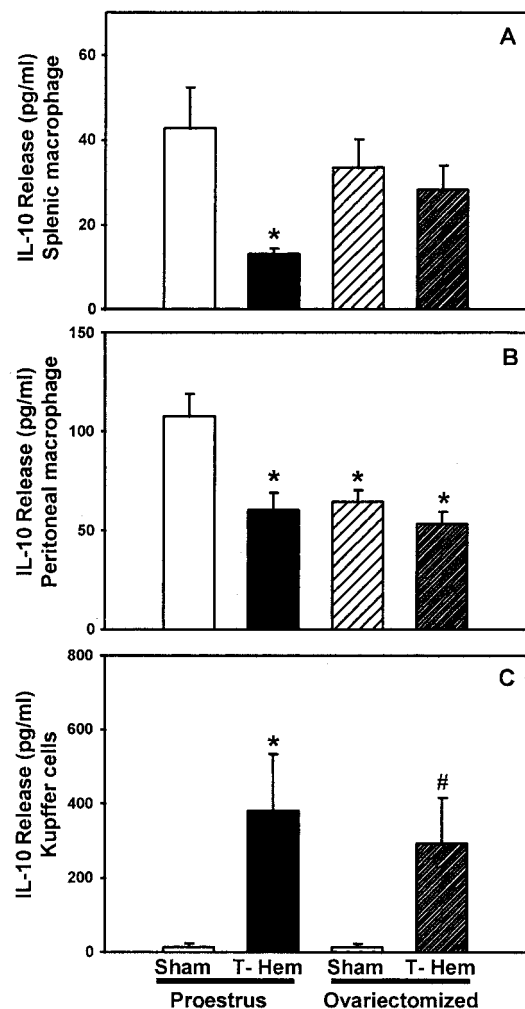 A
IL-10 Release (pg/ml)
Splenic macrophage
60
40
20
0
*
B
IL-10 Release (pg/ml)
Peritoneal macrophage
150
100
50
0
*
*
*
C
IL-10 Release (pg/ml)
Kupffer cells
800
600
400
200
0
*
#
Sham T- Hem Sham T- Hem
Proestrus Ovariectomized